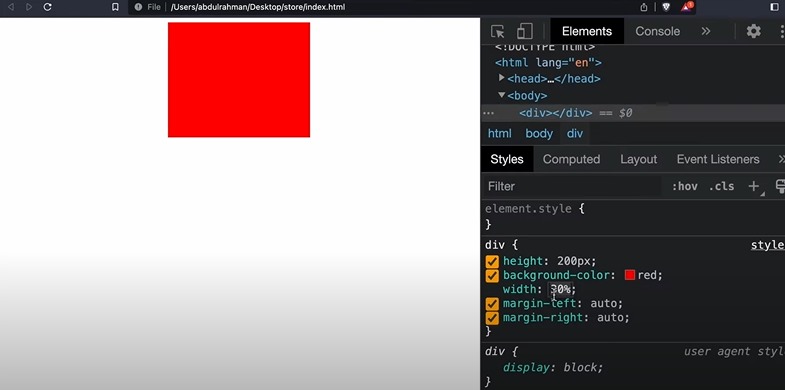 File /Users/abdulrahman/Desktop/store/index.html
1
Elements Console »
<!DOCTYPE html>
<html lang="en">
<head>…</head>
<body>
<div></div> == $0
html body div
Styles Computed Layout Event Listeners »
Filter :hov .cls +
element.style {
}
div { style
height: 200px;
background-color: red;
width: 30%;
margin-left: auto;
margin-right: auto;
}
div { user agent styl
display: block;
}